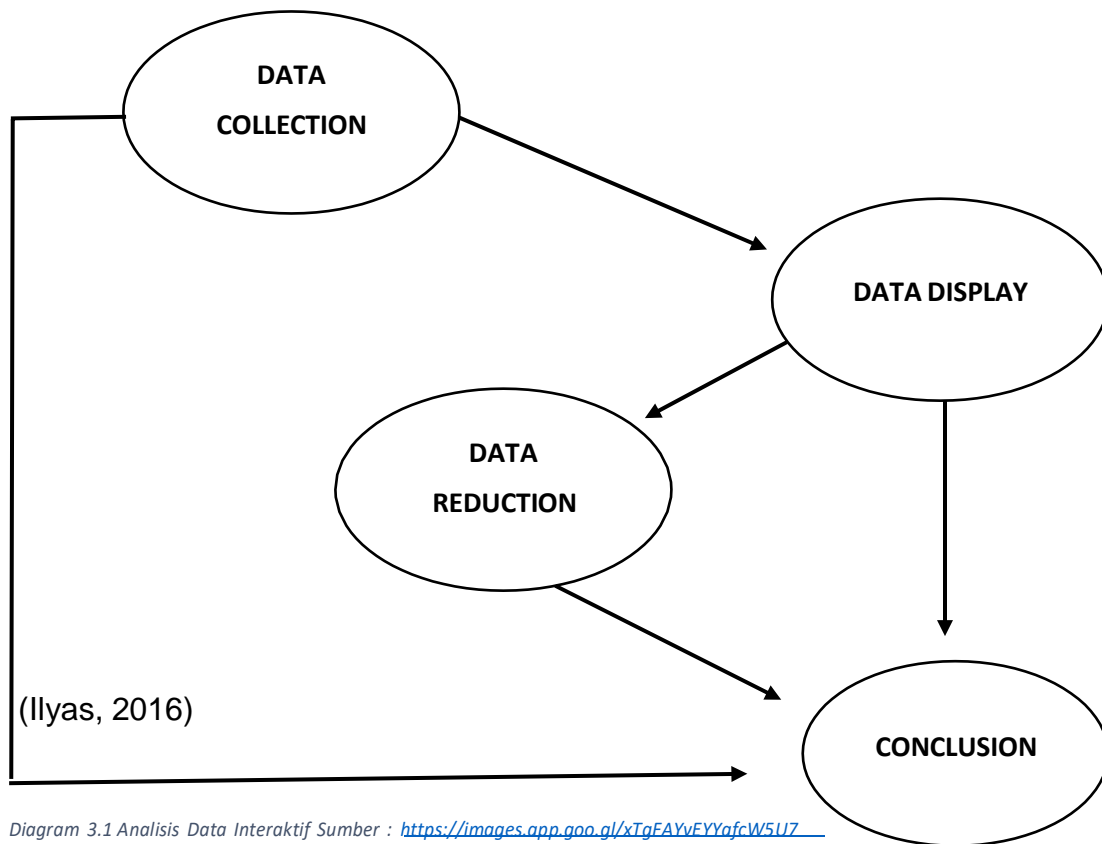 DATA
COLLECTION
DATA DISPLAY
DATA
REDUCTION
(Ilyas, 2016)
CONCLUSION
Diagram 3.1 Analisis Data Interaktif Sumber : https://images.app.goo.gl/xTgFAYvEYYafcW5U7